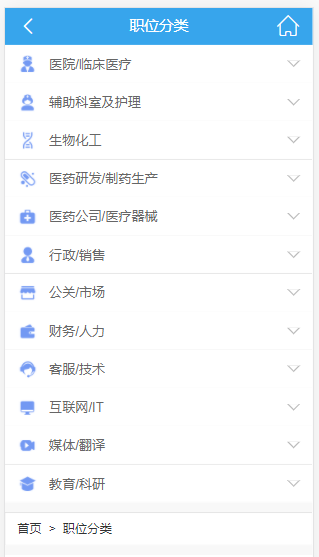 职位分类
医院/临床医疗
辅助科室及护理
生物化工
医药研发/制药生产
医药公司/医疗器械
行政/销售
公关/市场
财务/人力
客服/技术
互联网/IT
媒体/翻译
教育/科研
首页 > 职位分类